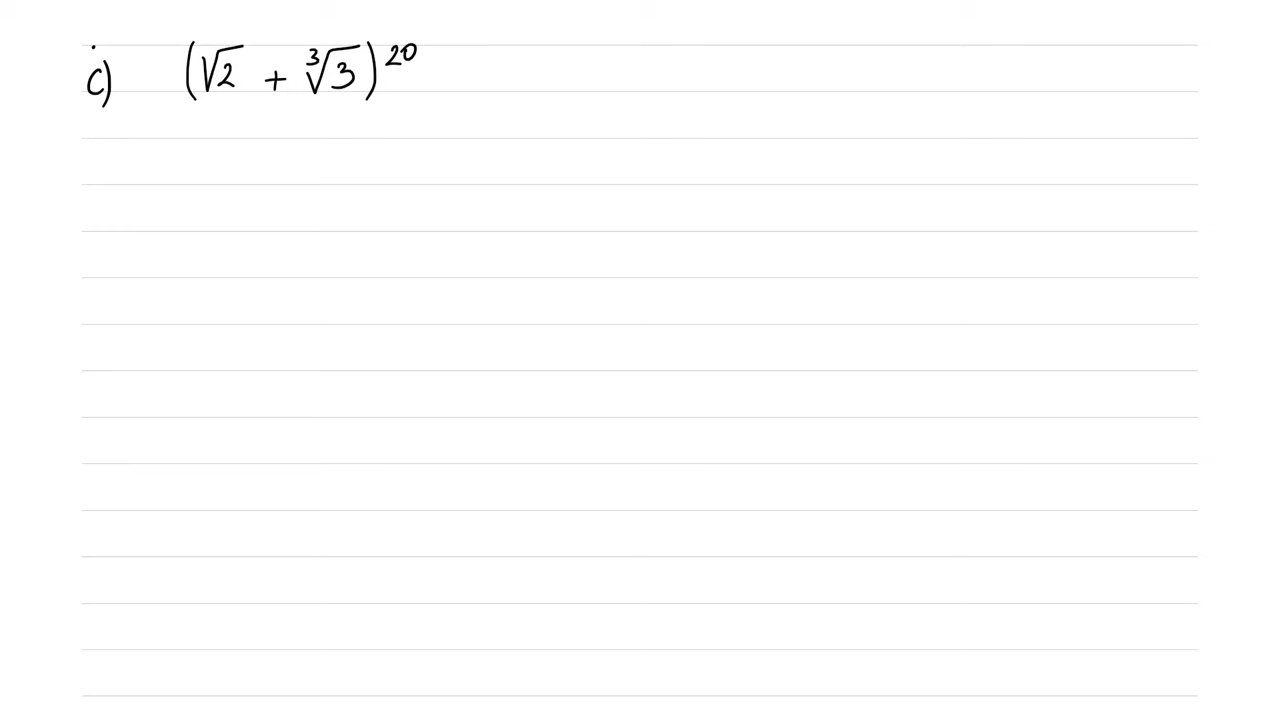 c) (√2 + ∛3)²⁰